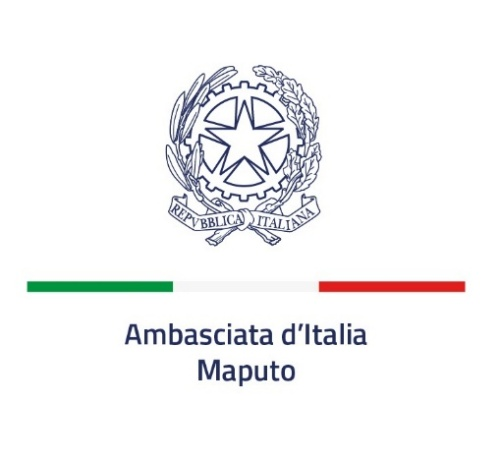 REPVBBLICA ITALIANA
Ambasciata d'Italia
Maputo